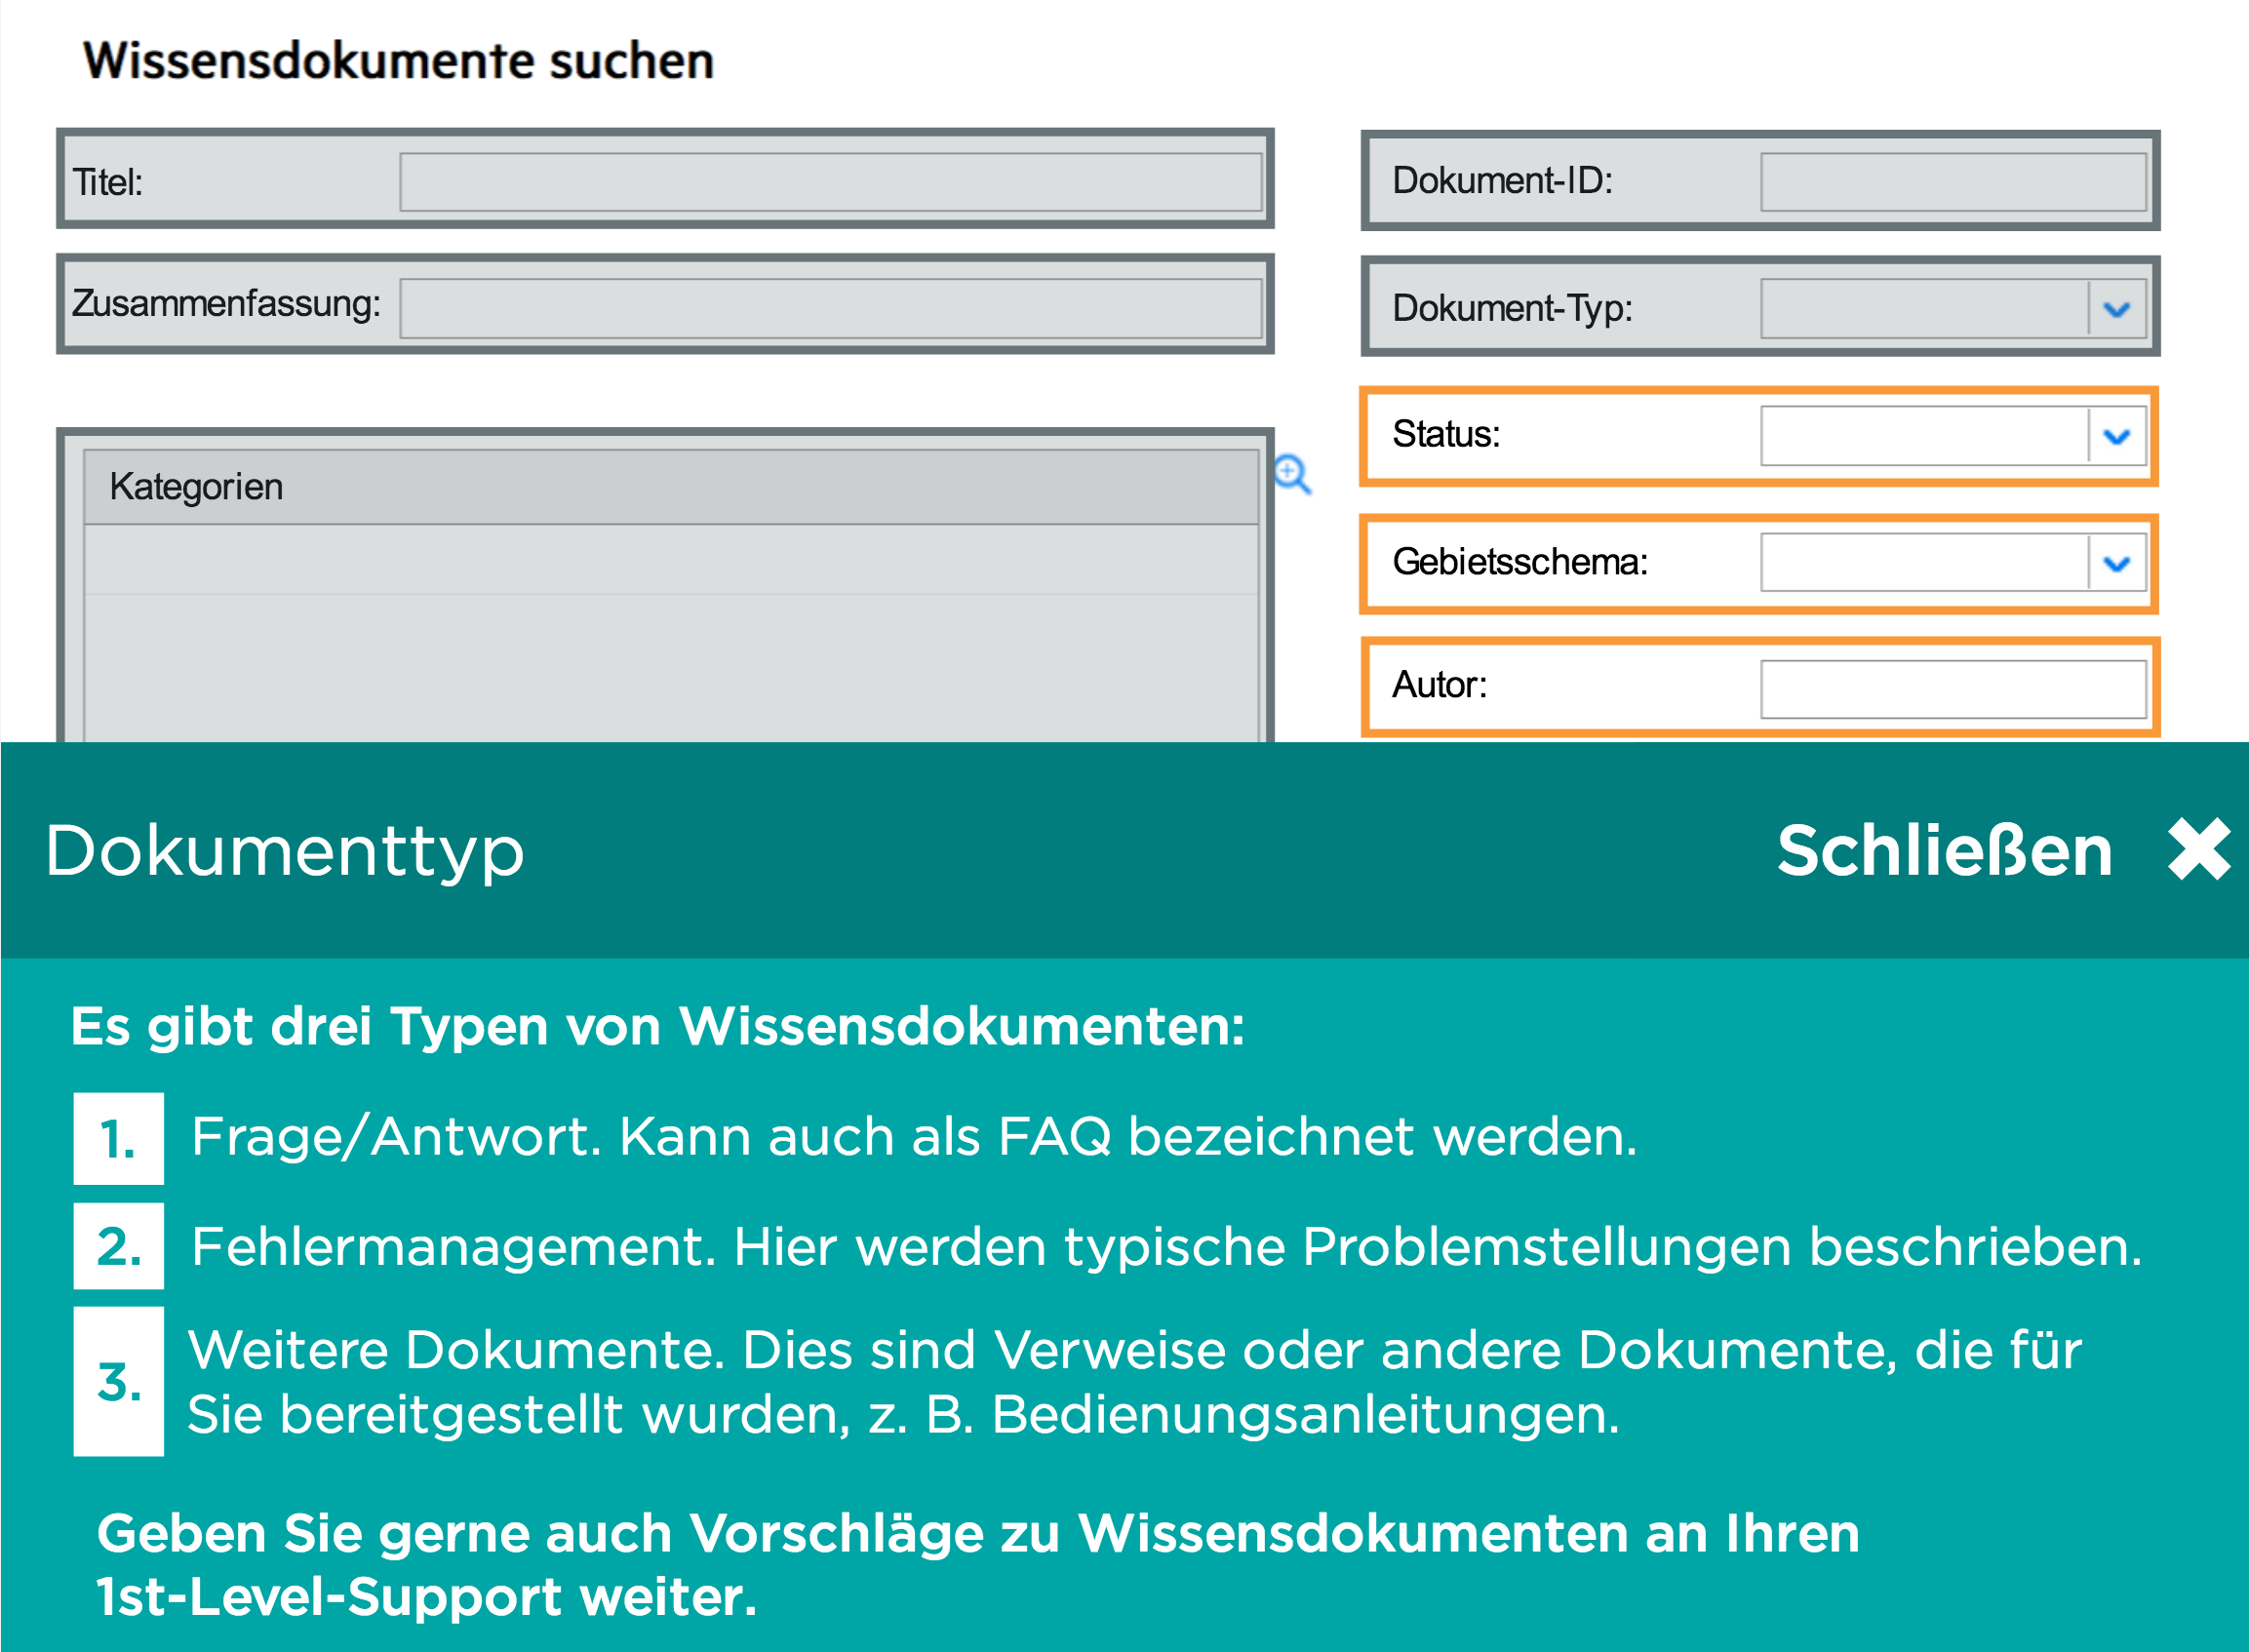 Wissensdokumente suchen
Titel:
Zusammenfassung:
Kategorien
Dokument-ID:
Dokument-Typ:
Status:
Gebietsschema:
Autor:
Dokumenttyp
Schließen
Es gibt drei Typen von Wissensdokumenten:
1. Frage/Antwort. Kann auch als FAQ bezeichnet werden.
2. Fehlermanagement. Hier werden typische Problemstellungen beschrieben.
3. Weitere Dokumente. Dies sind Verweise oder andere Dokumente, die für
Sie bereitgestellt wurden, z. B. Bedienungsanleitungen.
Geben Sie gerne auch Vorschläge zu Wissensdokumenten an Ihren
1st-Level-Support weiter.